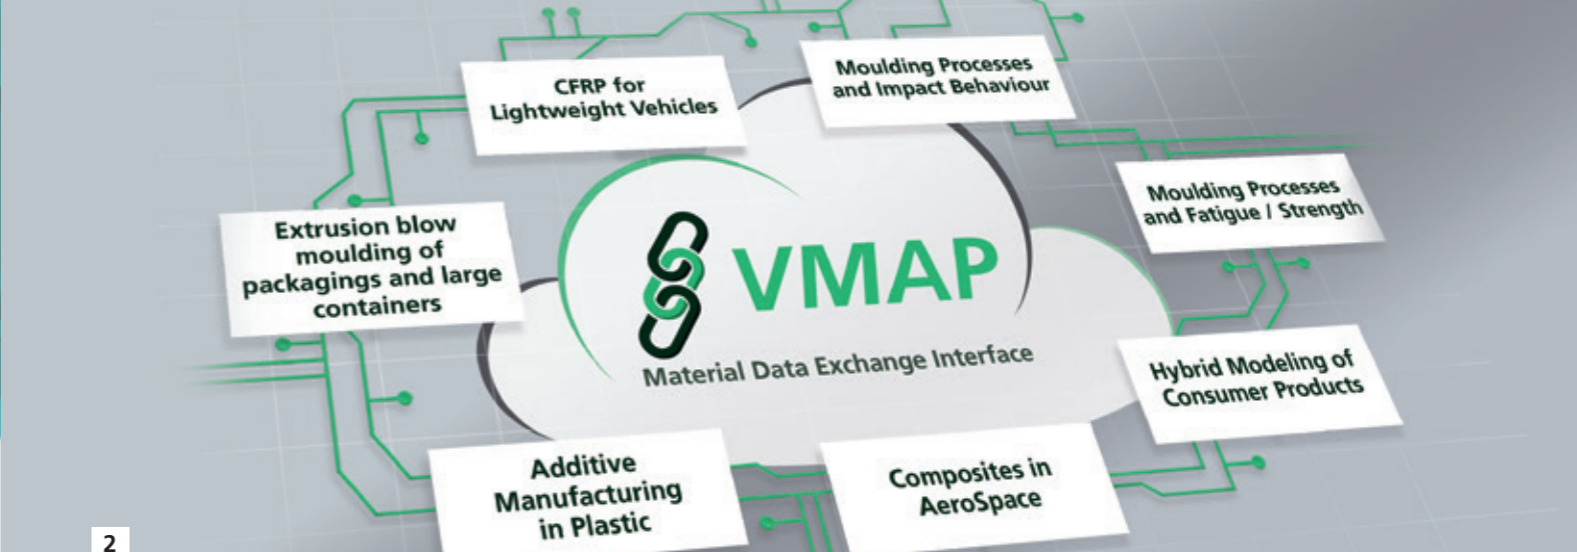 CFRP for
Lightweight Vehicles
Moulding Processes
and Impact Behaviour
Moulding Processes
and Fatigue / Strength
Extrusion blow
moulding of
packagings and large
containers
VMAP
Material Data Exchange Interface
Hybrid Modeling of
Consumer Products
Additive
Manufacturing
in Plastic
Composites in
AeroSpace
2